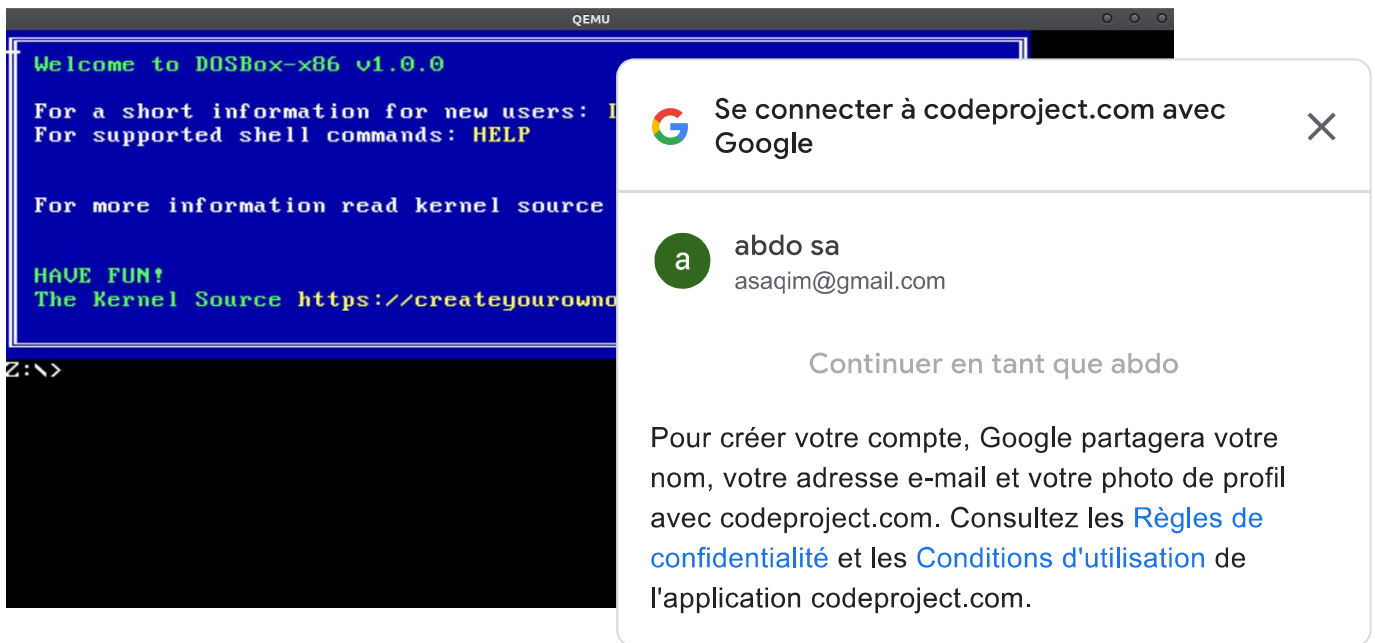 QEMU
Welcome to DOSBox-x86 v1.0.0
For a short information for new users:
For supported shell commands: HELP
For more information read kernel source
HAVE FUN!
The Kernel Source https://createyourowno
Z:\>
Se connecter à codeproject.com avec
Google
a
abdo sa
asaqim@gmail.com
Continuer en tant que abdo
Pour créer votre compte, Google partagera votre
nom, votre adresse e-mail et votre photo de profil
avec codeproject.com. Consultez les Règles de
confidentialité et les Conditions d'utilisation de
l'application codeproject.com.